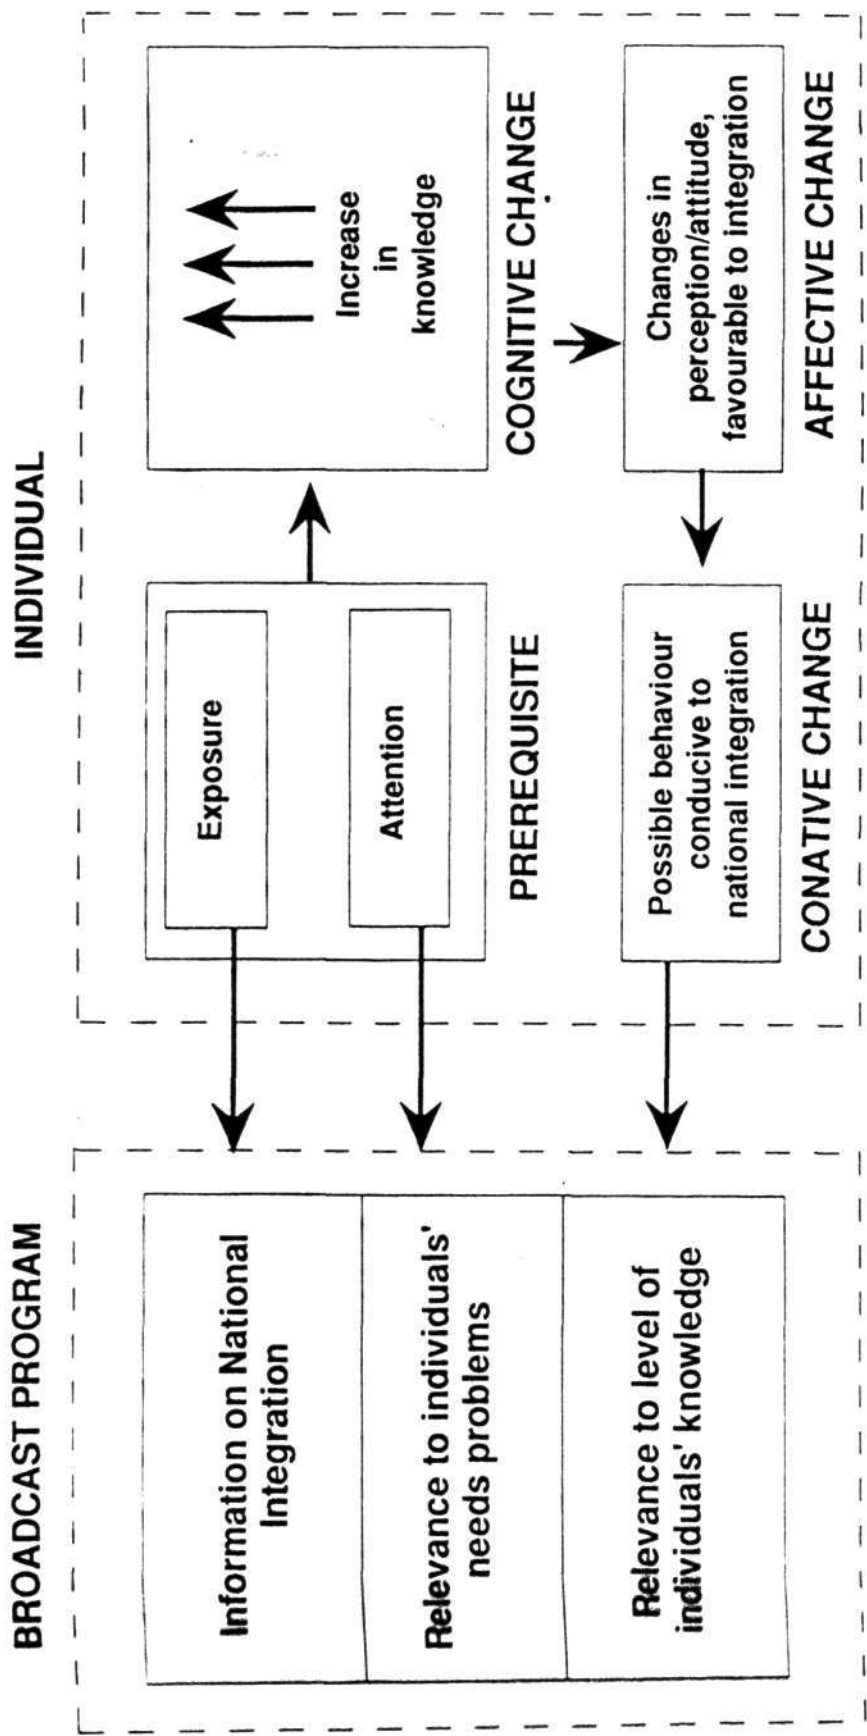 BROADCAST PROGRAM
Information on National
Integration
Relevance to individuals'
needs problems
Relevance to level of
individuals' knowledge
INDIVIDUAL
Exposure
Attention
PREREQUISITE
Increase
in
knowledge
COGNITIVE CHANGE
Possible behaviour
conducive to
national integration
CONATIVE CHANGE
Changes in
perception/attitude,
favourable to integration
AFFECTIVE CHANGE